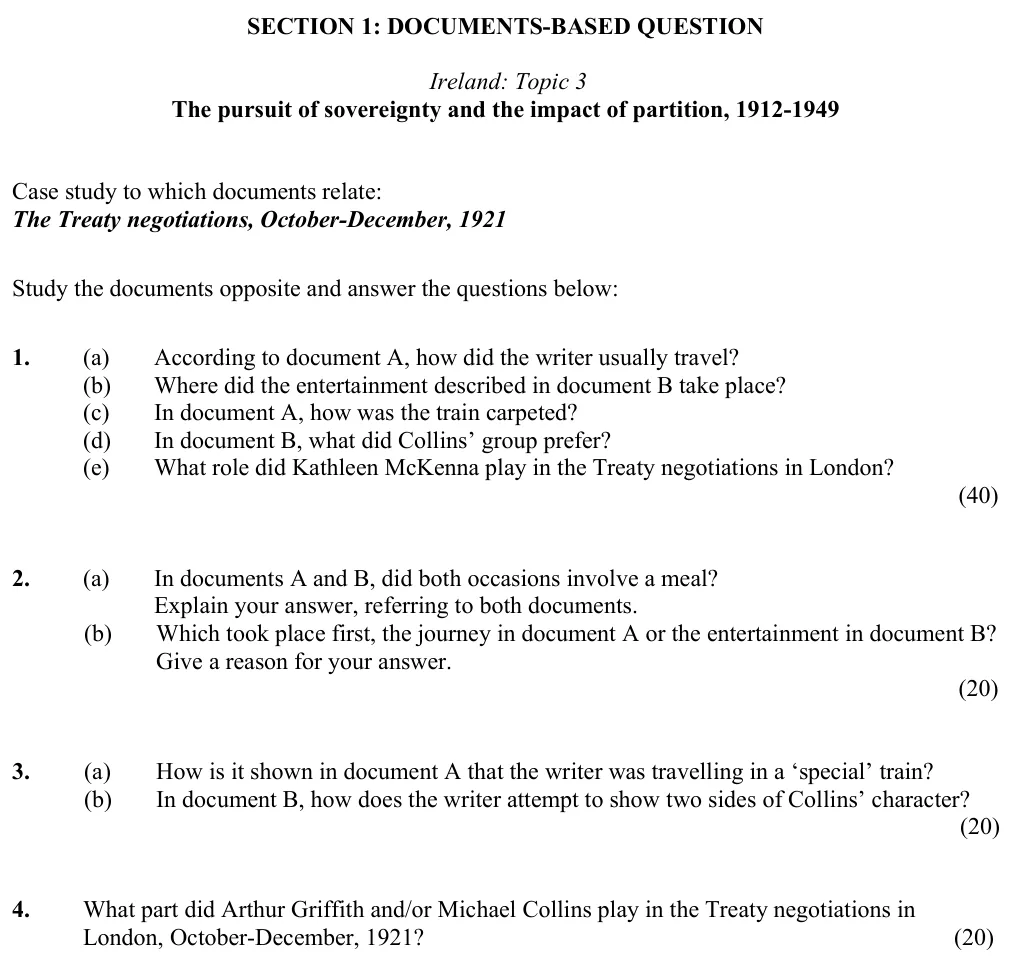 SECTION 1: DOCUMENTS-BASED QUESTION
Ireland: Topic 3
The pursuit of sovereignty and the impact of partition, 1912-1949
Case study to which documents relate:
The Treaty negotiations, October-December, 1921
Study the documents opposite and answer the questions below:
1. (a) According to document A, how did the writer usually travel?
(b) Where did the entertainment described in document B take place?
(c) In document A, how was the train carpeted?
(d) In document B, what did Collins’ group prefer?
(e) What role did Kathleen McKenna play in the Treaty negotiations in London?
(40)
2. (a) In documents A and B, did both occasions involve a meal?
Explain your answer, referring to both documents.
(b) Which took place first, the journey in document A or the entertainment in document B?
Give a reason for your answer.
(20)
3. (a) How is it shown in document A that the writer was travelling in a ‘special’ train?
(b) In document B, how does the writer attempt to show two sides of Collins’ character?
(20)
4. What part did Arthur Griffith and/or Michael Collins play in the Treaty negotiations in
London, October-December, 1921? (20)